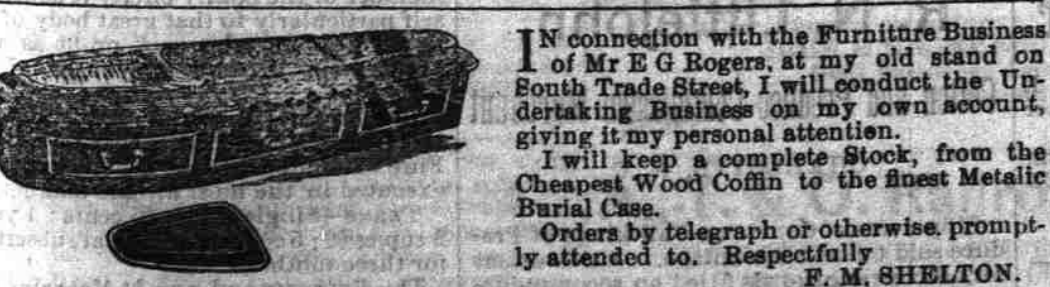 IN connection with the Furniture Business
of Mr E G Rogers, at my old stand on
South Trade Street, I will conduct the Un-
dertaking Business on my own account,
giving it my personal attention.
I will keep a complete Stock, from the
Cheapest Wood Coffin to the finest Metalic
Burial Case.
Orders by telegraph or otherwise, prompt-
ly attended to. Respectfully
F. M. SHELTON.